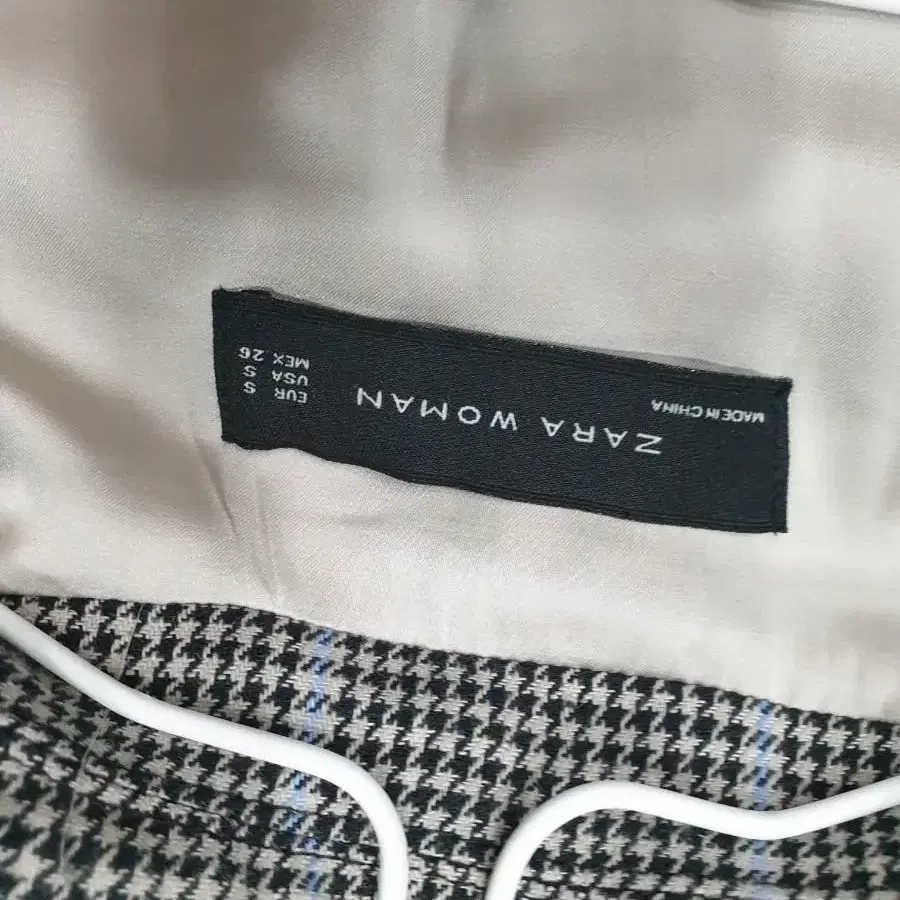 MADE IN CHINA
ZARA WOMAN
EUR S
USA S
MEX 26